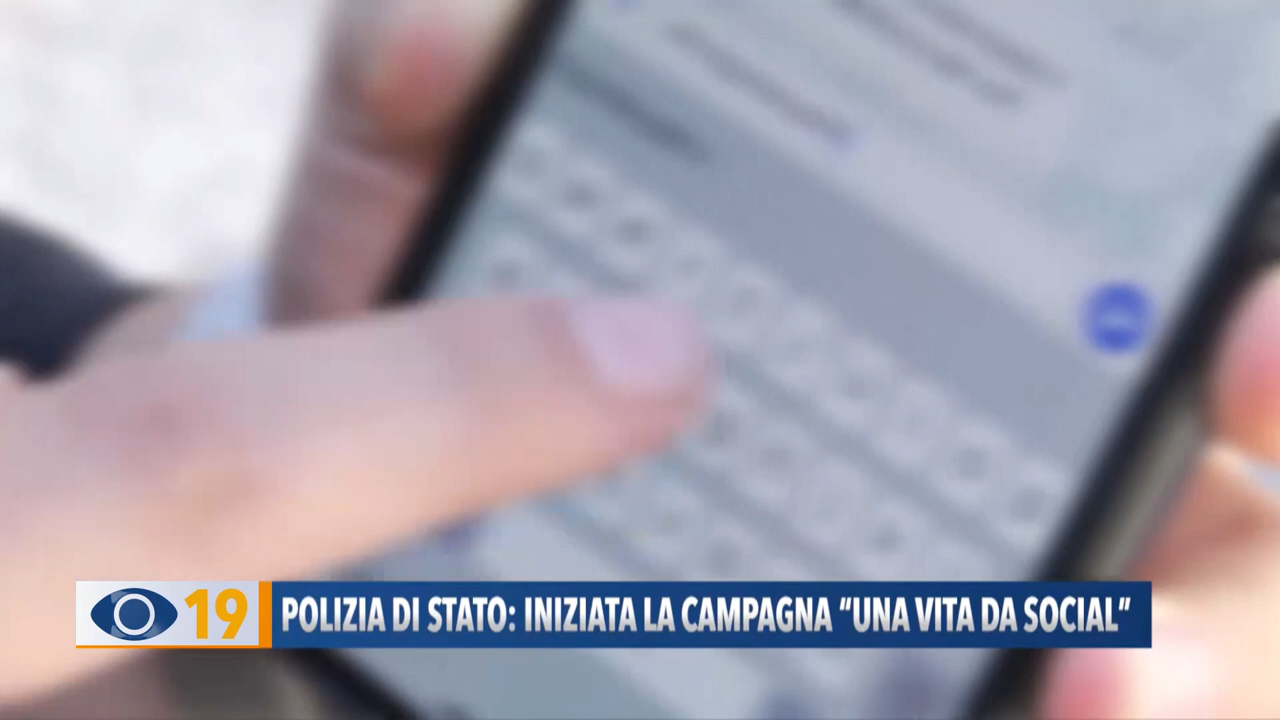 19 POLIZIA DI STATO: INIZIATA LA CAMPAGNA “UNA VITA DA SOCIAL”